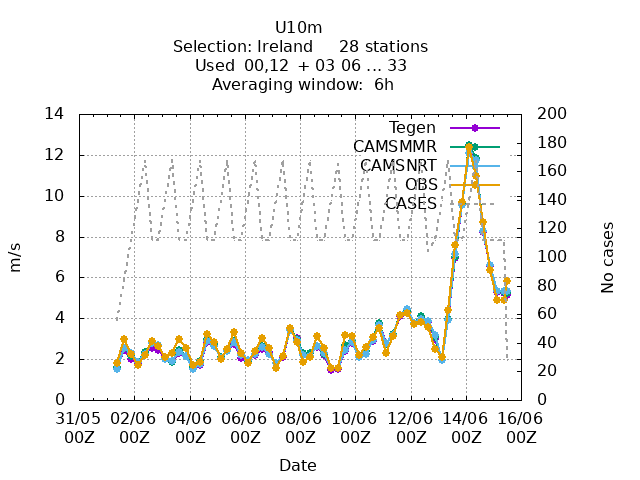 U10m
Selection: Ireland 28 stations
Used 00,12 + 03 06 ... 33
Averaging window: 6h
14
12
10
8
6
4
2
0
m/s
200
180
160
140
120
100
80
60
40
20
0
No cases
Tegen
CAMSMMR
CAMSNRT
OBS
CASES
31/05 02/06 04/06 06/06 08/06 10/06 12/06 14/06 16/06
00Z 00Z 00Z 00Z 00Z 00Z 00Z 00Z 00Z
Date